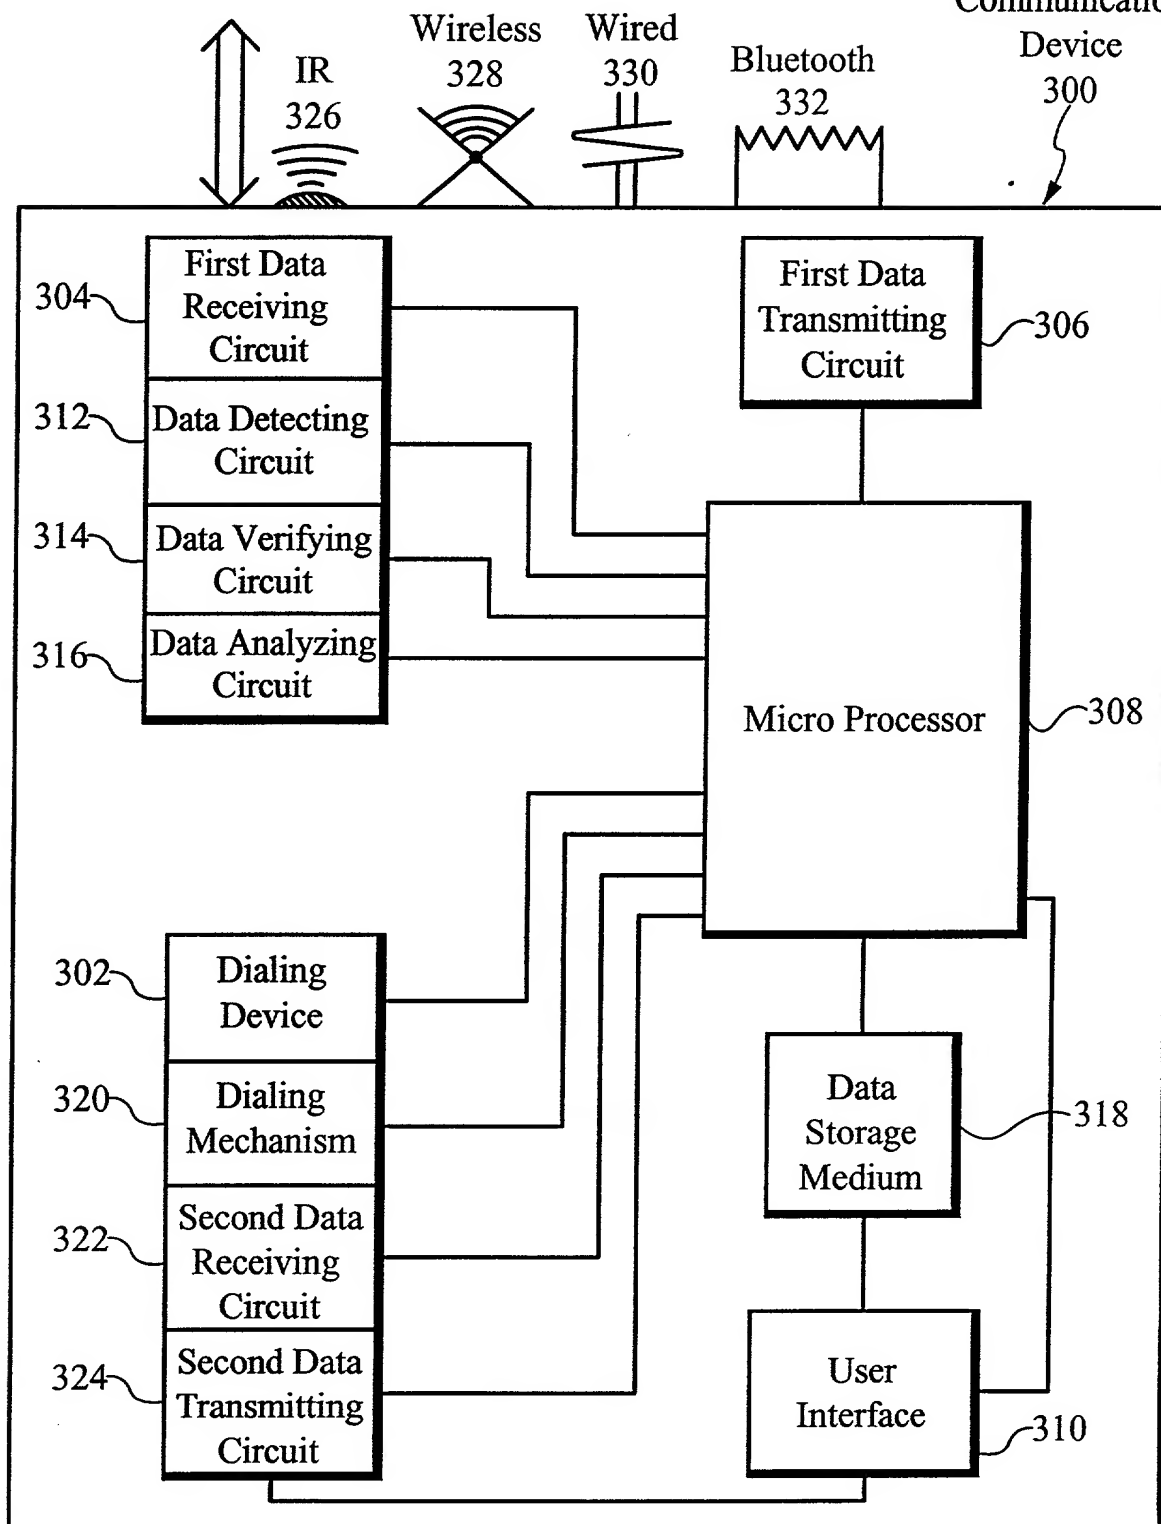 Communicatio
Device
300
Wireless
328
Wired
330
IR
326
Bluetooth
332
First Data
Receiving
Circuit
304
Data Detecting
Circuit
312
Data Verifying
Circuit
314
Data Analyzing
Circuit
316
First Data
Transmitting
Circuit
306
Micro Processor
308
Dialing
Device
302
Dialing
Mechanism
320
Second Data
Receiving
Circuit
322
Second Data
Transmitting
Circuit
324
Data
Storage
Medium
318
User
Interface
310